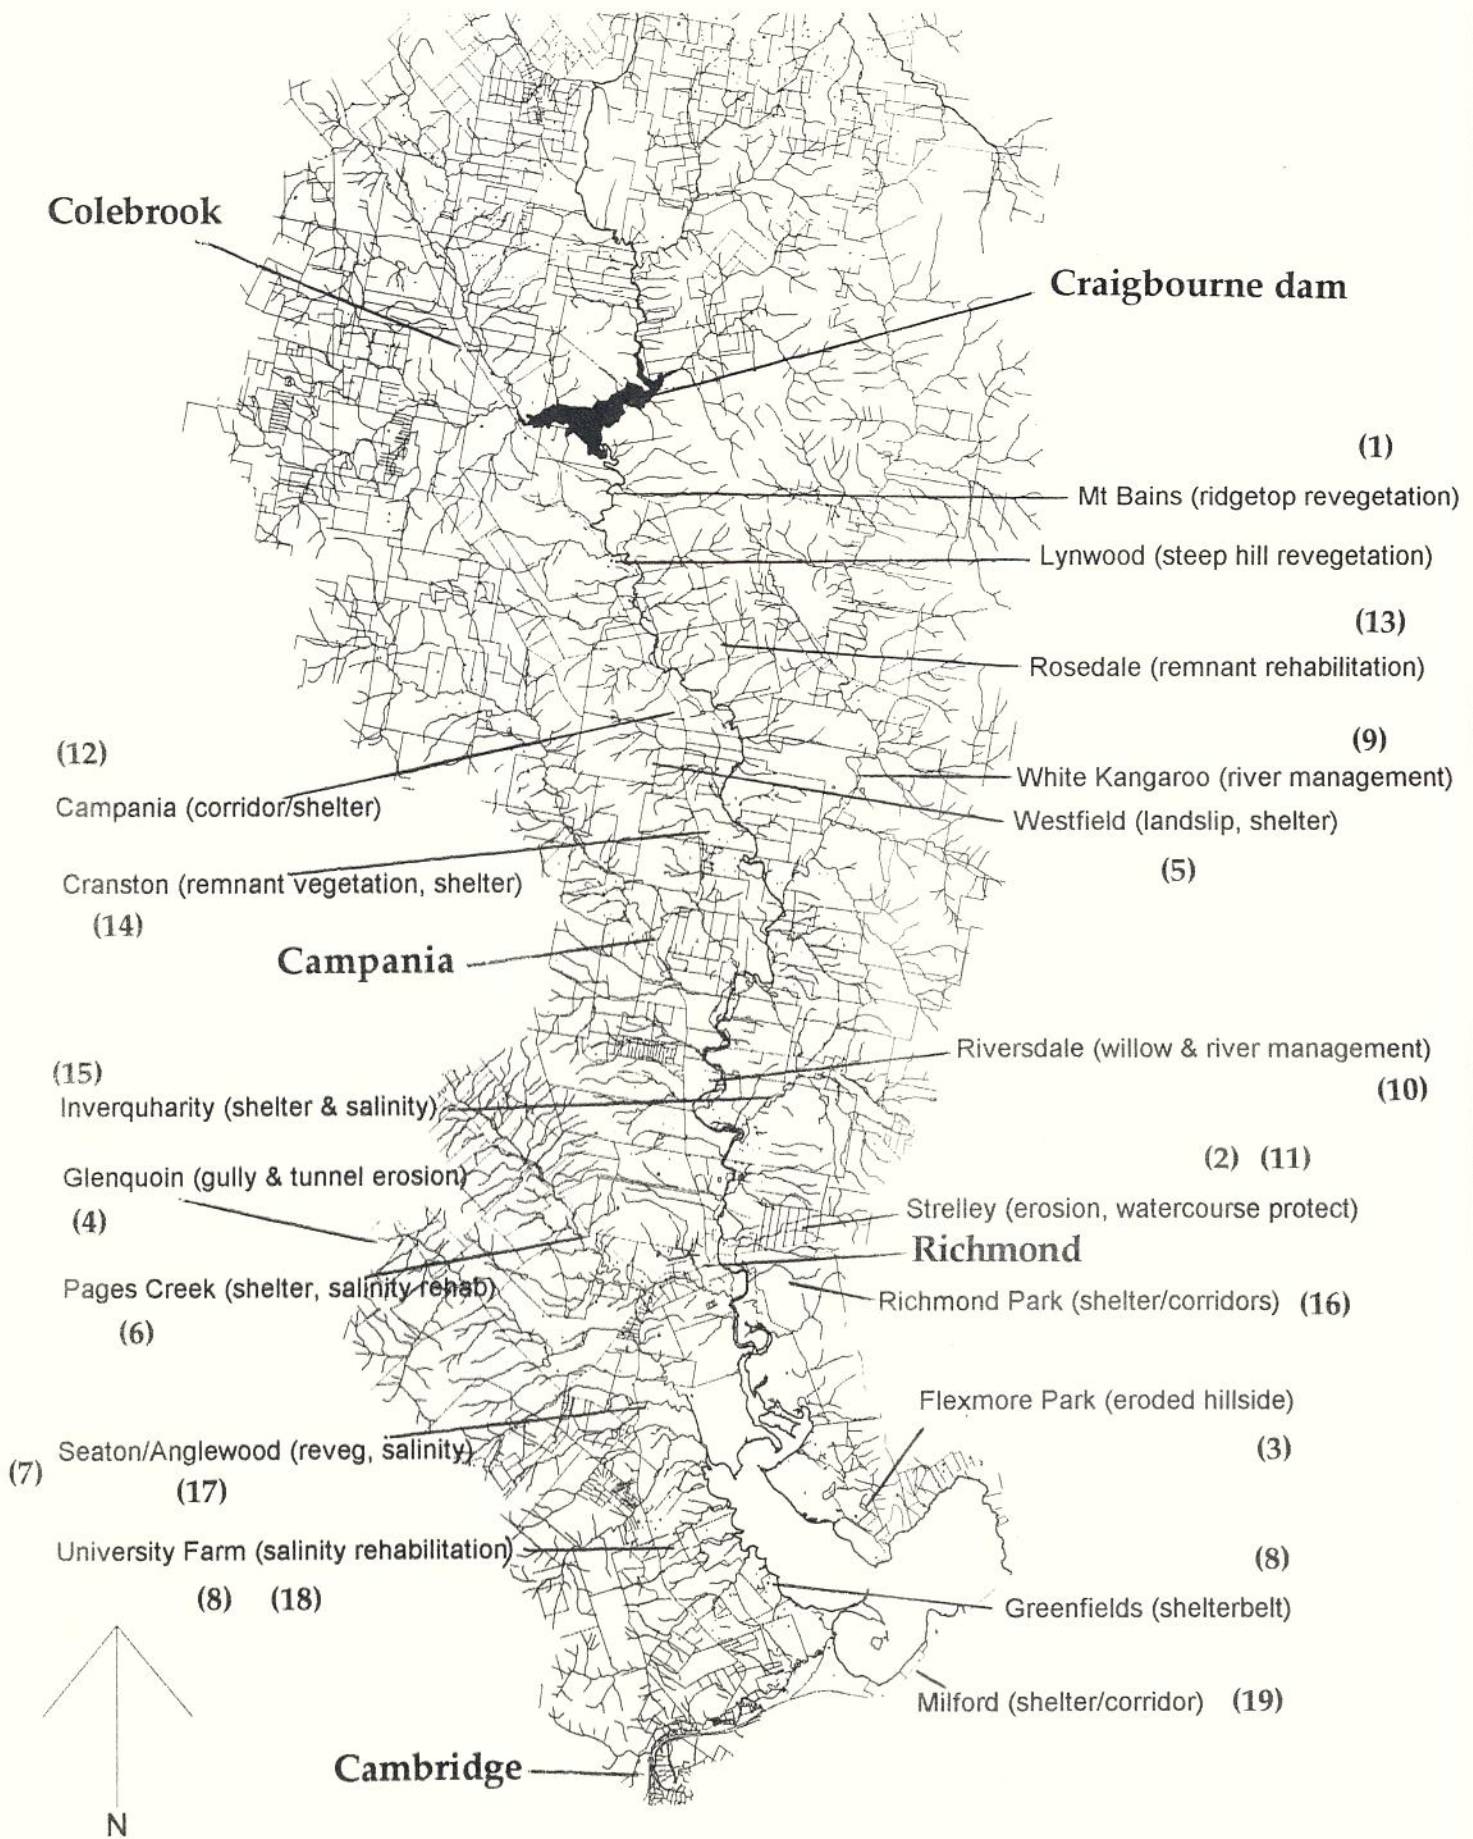 Colebrook
Craigbourne dam
(1)
Mt Bains (ridgetop revegetation)
Lynwood (steep hill revegetation)
(13)
Rosedale (remnant rehabilitation)
(12)
(9)
White Kangaroo (river management)
Campania (corridor/shelter)
Westfield (landslip, shelter)
(5)
Cranston (remnant vegetation, shelter)
(14)
Campania
Riversdale (willow & river management)
(10)
(15)
Inverquharity (shelter & salinity)
(2) (11)
Glenquoin (gully & tunnel erosion)
(4)
Strelley (erosion, watercourse protect)
Richmond
Pages Creek (shelter, salinity rehab)
(6)
Richmond Park (shelter/corridors) (16)
Flexmore Park (eroded hillside)
(3)
Seaton/Anglewood (reveg, salinity)
(7)
(17)
University Farm (salinity rehabilitation)
(8) (18)
(8)
Greenfields (shelterbelt)
Milford (shelter/corridor) (19)
Cambridge
N